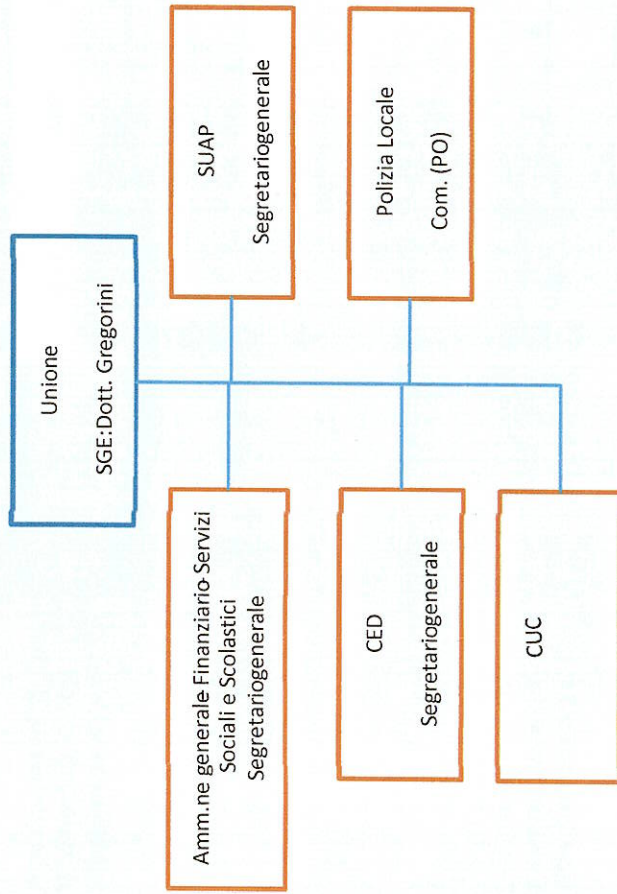 Unione
SGE:Dott. Gregorini
Amm.ne generale Finanziario-Servizi
Sociali e Scolastici
Segretariogenerale
SUAP
Segretariogenerale
CED
Segretariogenerale
Polizia Locale
Com. (PO)
CUC